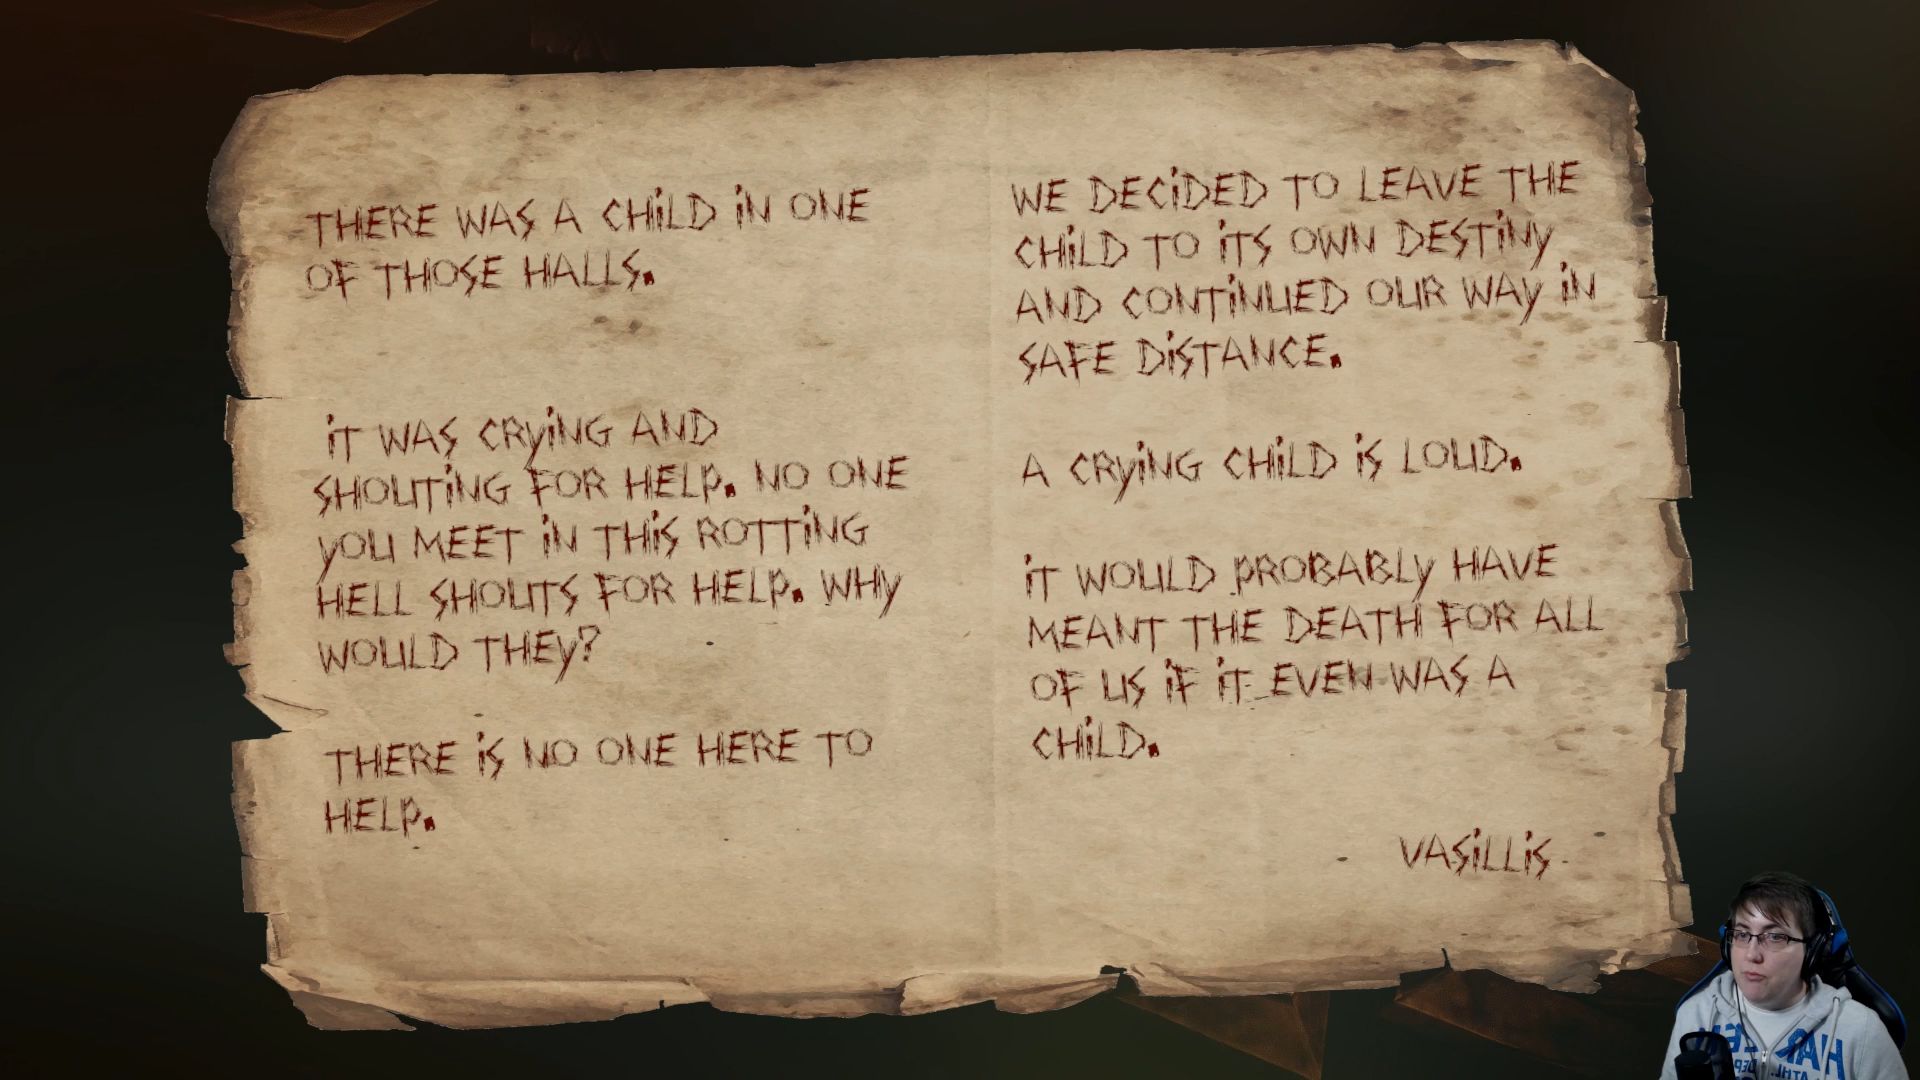 THERE WAS A CHiLD iN ONE
OF THOSE HALLS.
iT WAS CRYiNG AND
SHOUTiNG FOR HELP. NO ONE
YOU MEET iN THiS ROTTiNG
HELL SHOUTS FOR HELP. WHY
WOULD THEY?
THERE iS NO ONE HERE TO
HELP.
WE DECiDED TO LEAVE THE
CHiLD TO iTS OWN DESTiNY
AND CONTiNUED OUR WAY iN
SAFE DiSTANCE.
A CRYiNG CHiLD iS LOUD.
iT WOULD PROBABLY HAVE
MEANT THE DEATH FOR ALL
OF US iF iT EVEN WAS A
CHiLD.
VASiLLiS